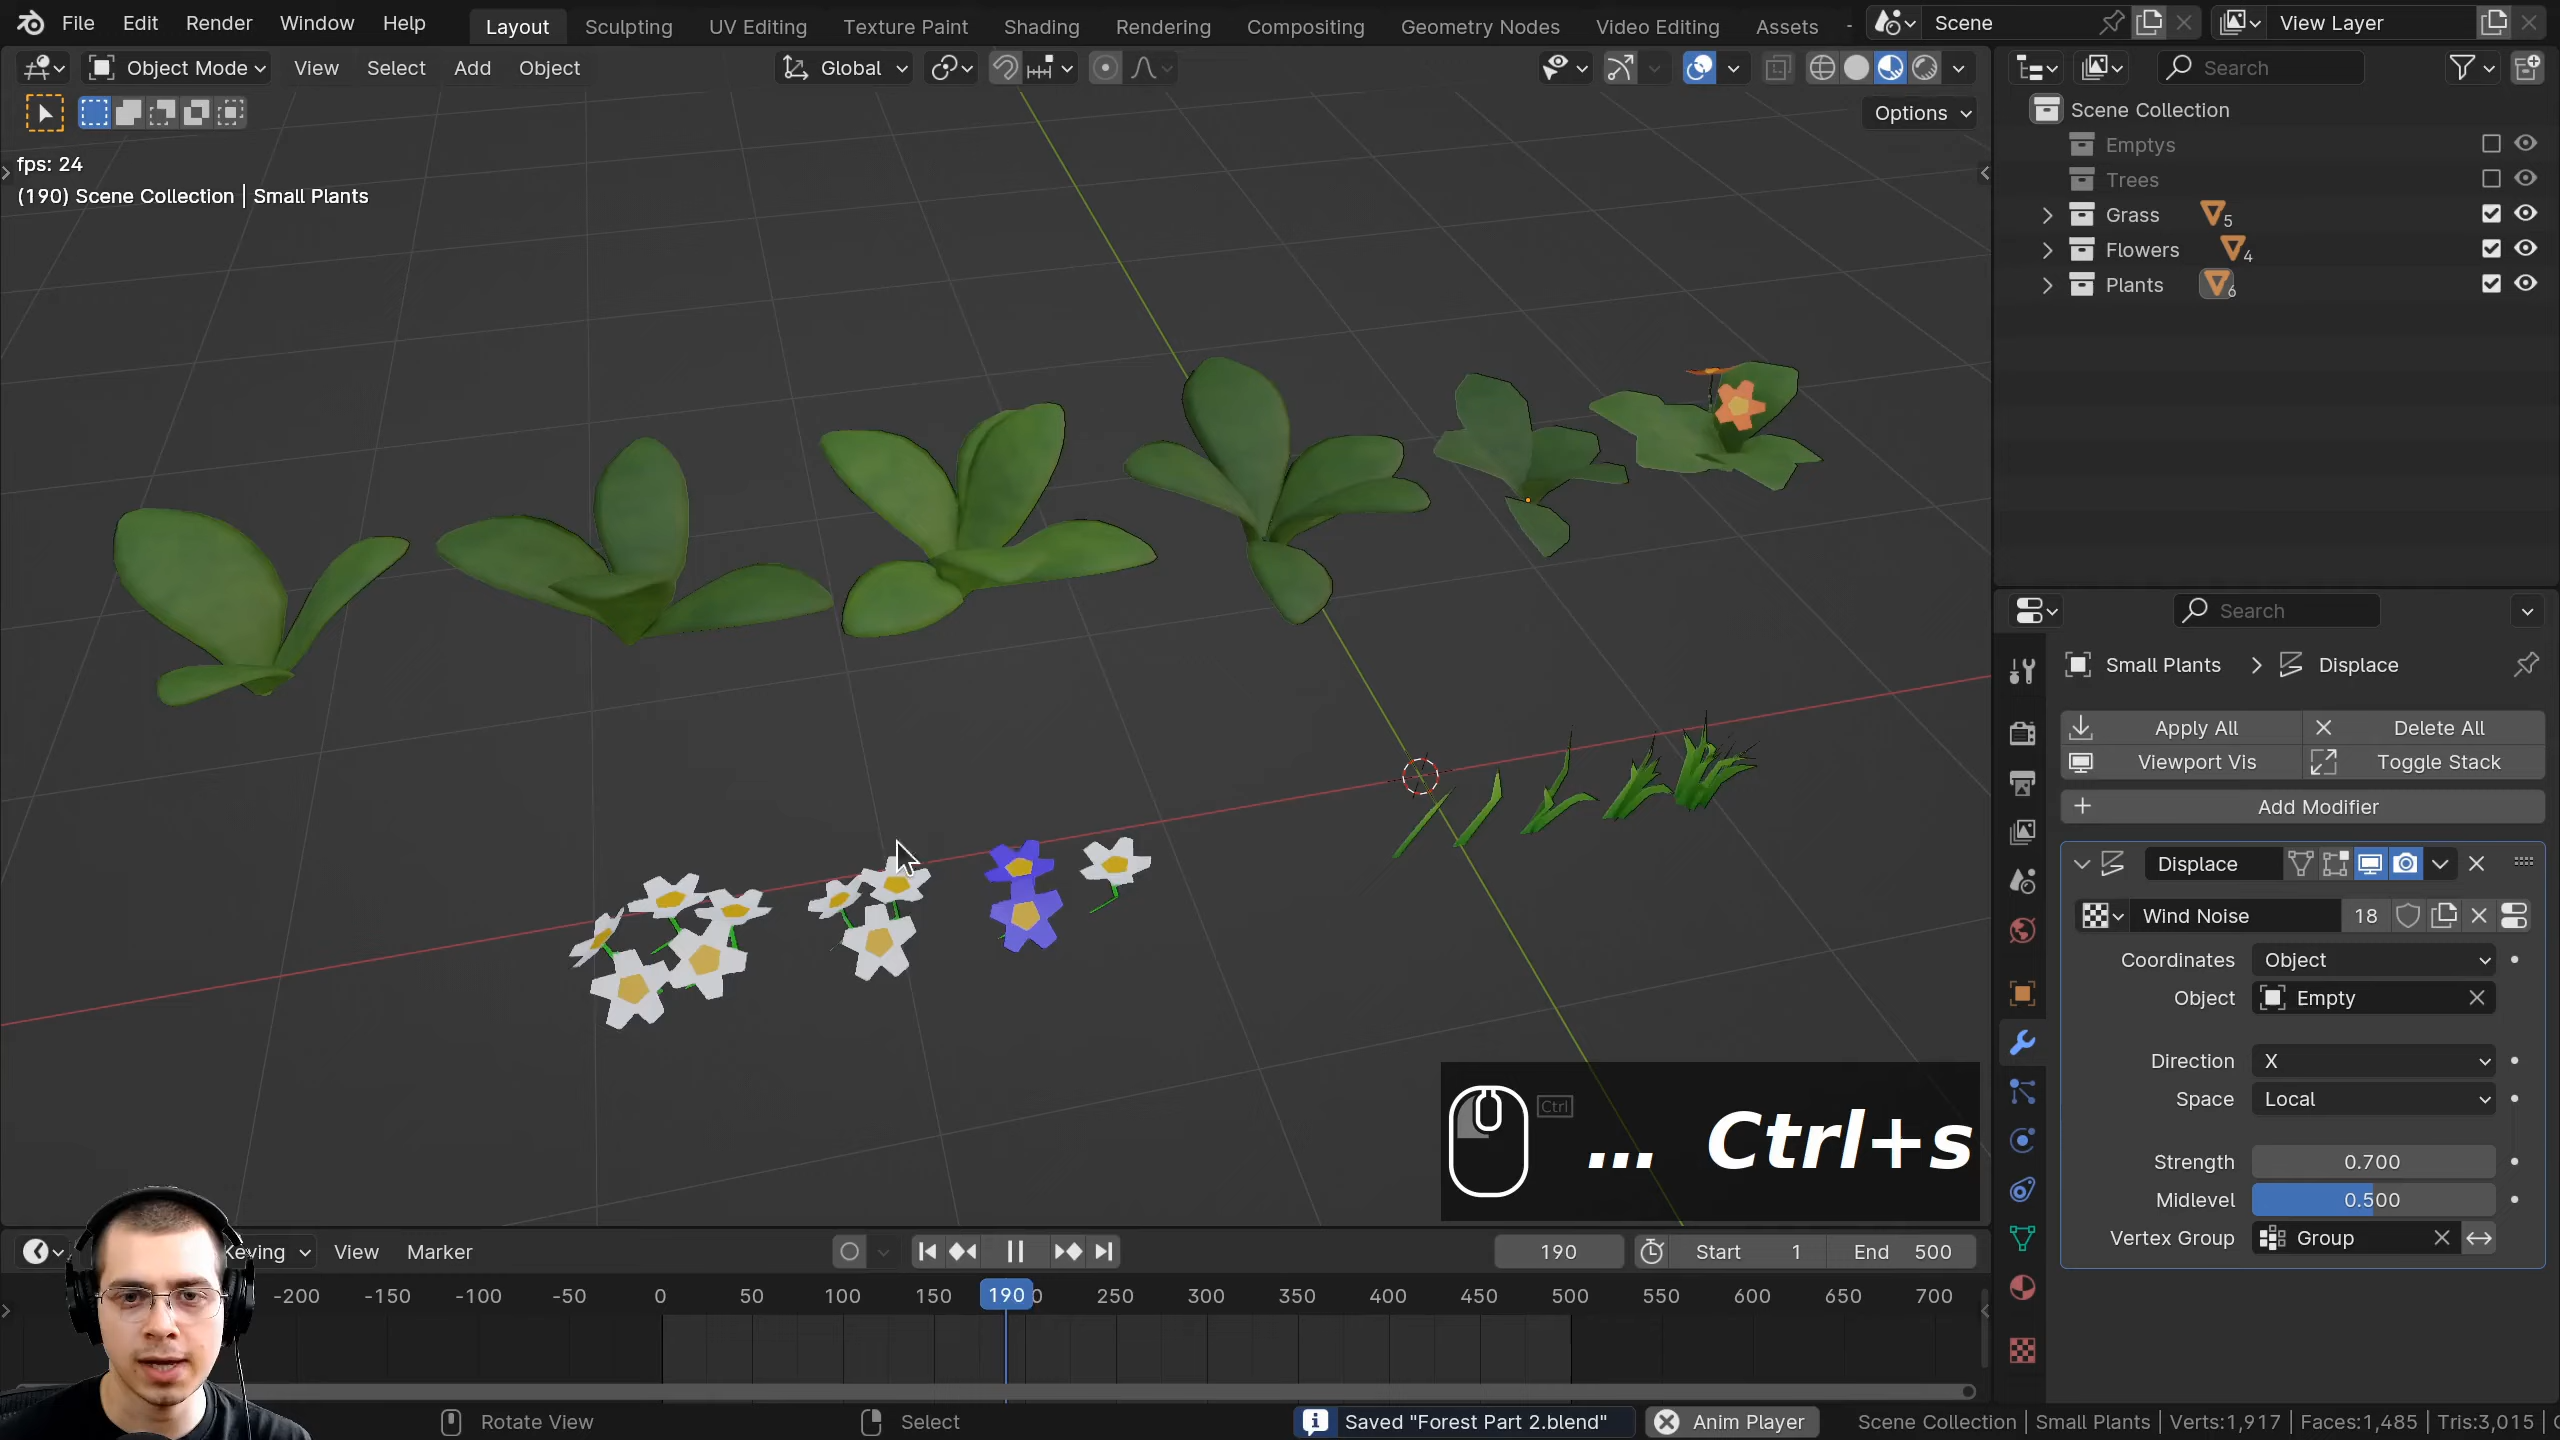 File Edit Render Window Help Layout Sculpting UV Editing Texture Paint Shading Rendering Compositing Geometry Nodes Video Editing Assets Scene View Layer
Object Mode View Select Add Object Global Search
Options
fps: 24
(190) Scene Collection | Small Plants
Scene Collection
Emptys
Trees
Grass 5
Flowers 4
Plants 6
Search
Small Plants > Displace
Apply All Delete All
Viewport Vis Toggle Stack
Add Modifier
Displace
Wind Noise 18
Coordinates Object
Object Empty
Direction X
Space Local
Strength 0.700
Midlevel 0.500
Vertex Group Group
Ctrl
... Ctrl+s
Keying View Marker 190 Start 1 End 500
-200 -150 -100 -50 0 50 100 150 190 250 300 350 400 450 500 550 600 650 700
Rotate View Select Saved "Forest Part 2.blend" Anim Player Scene Collection | Small Plants | Verts:1,917 | Faces:1,485 | Tris:3,015 |